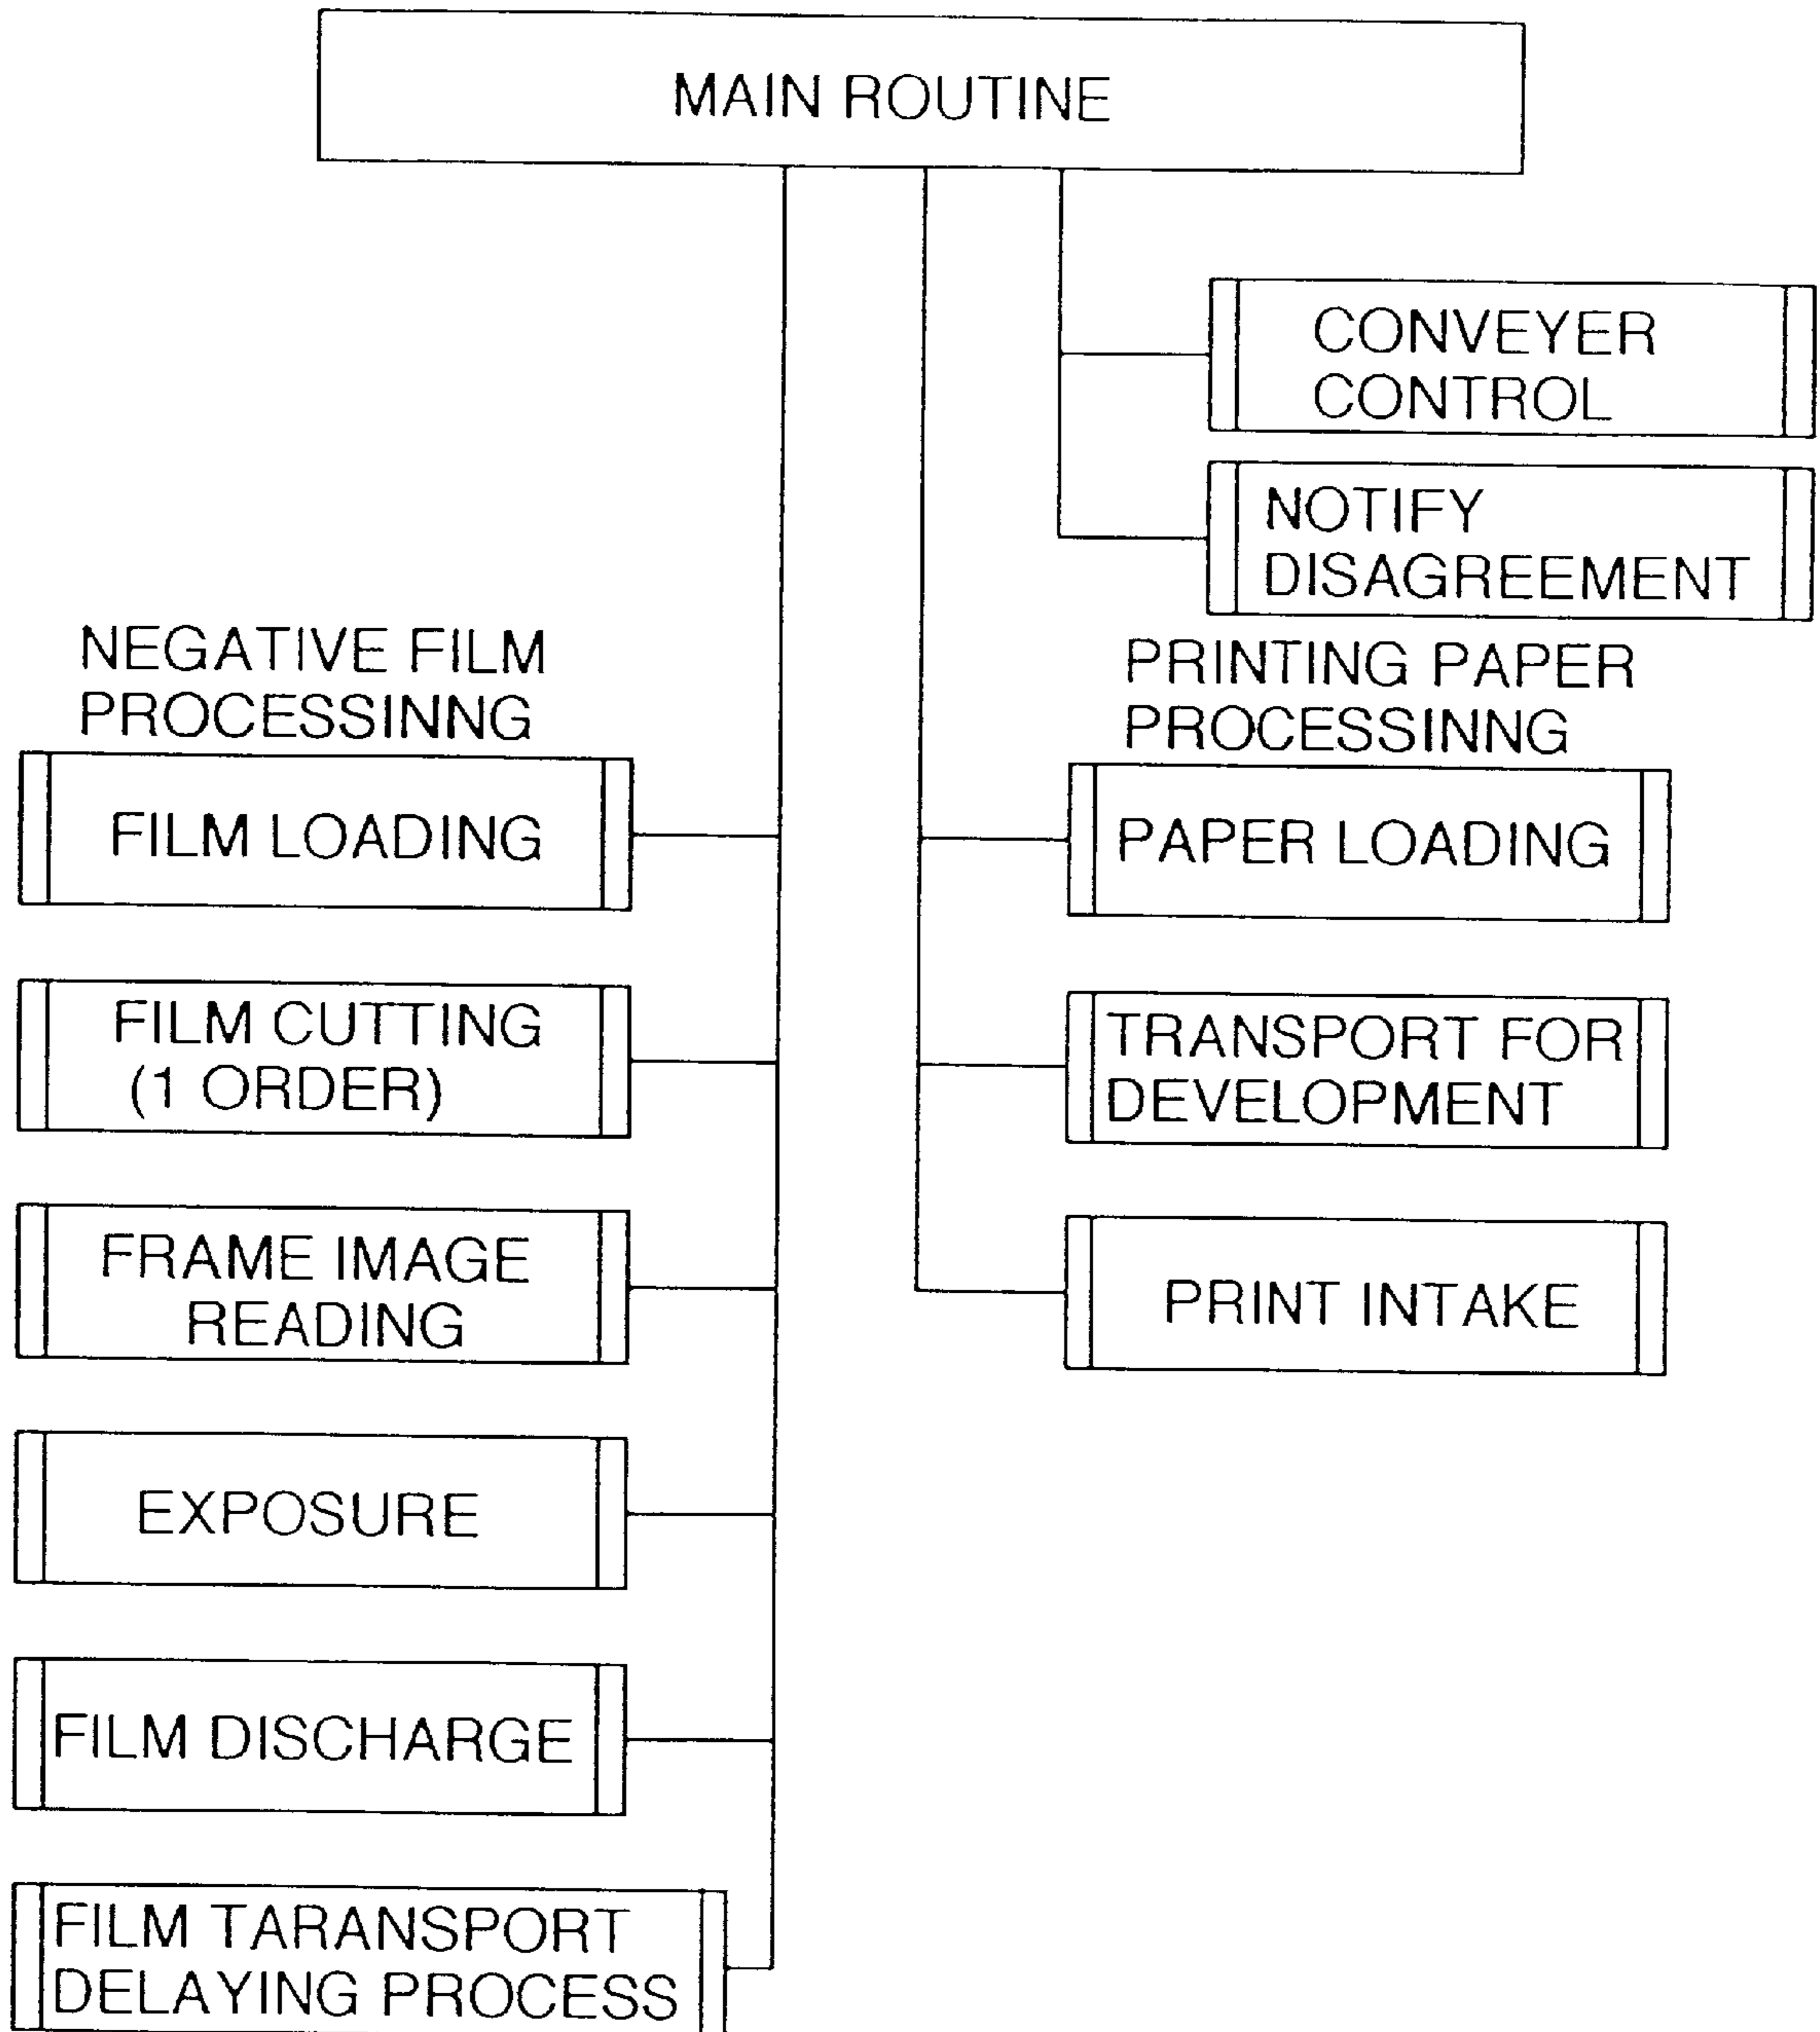 MAIN ROUTINE
CONVEYER
CONTROL
NOTIFY
DISAGREEMENT
NEGATIVE FILM
PROCESSINNG
FILM LOADING
FILM CUTTING
(1 ORDER)
FRAME IMAGE
READING
EXPOSURE
FILM DISCHARGE
FILM TARANSPORT
DELAYING PROCESS
PRINTING PAPER
PROCESSINNG
PAPER LOADING
TRANSPORT FOR
DEVELOPMENT
PRINT INTAKE